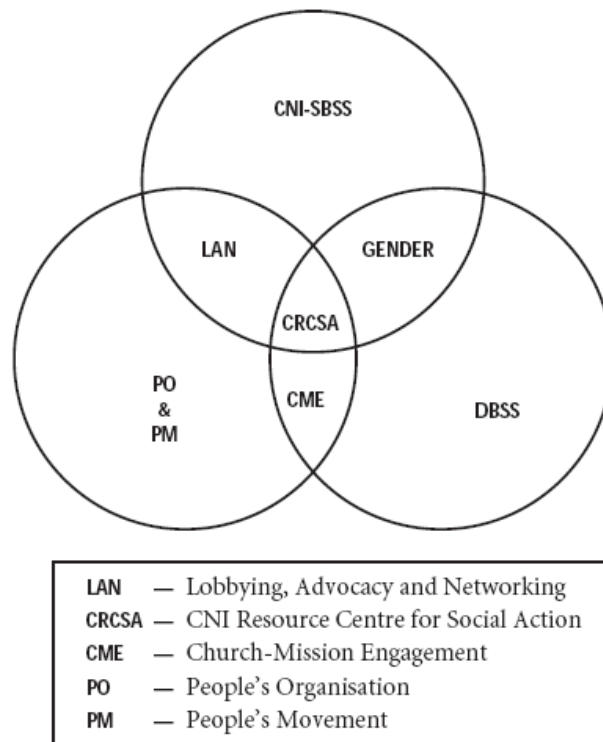 CNI-SBSS
LAN
GENDER
CRCSA
PO
&
PM
CME
DBSS
LAN — Lobbying, Advocacy and Networking
CRCSA — CNI Resource Centre for Social Action
CME — Church-Mission Engagement
PO — People's Organisation
PM — People's Movement